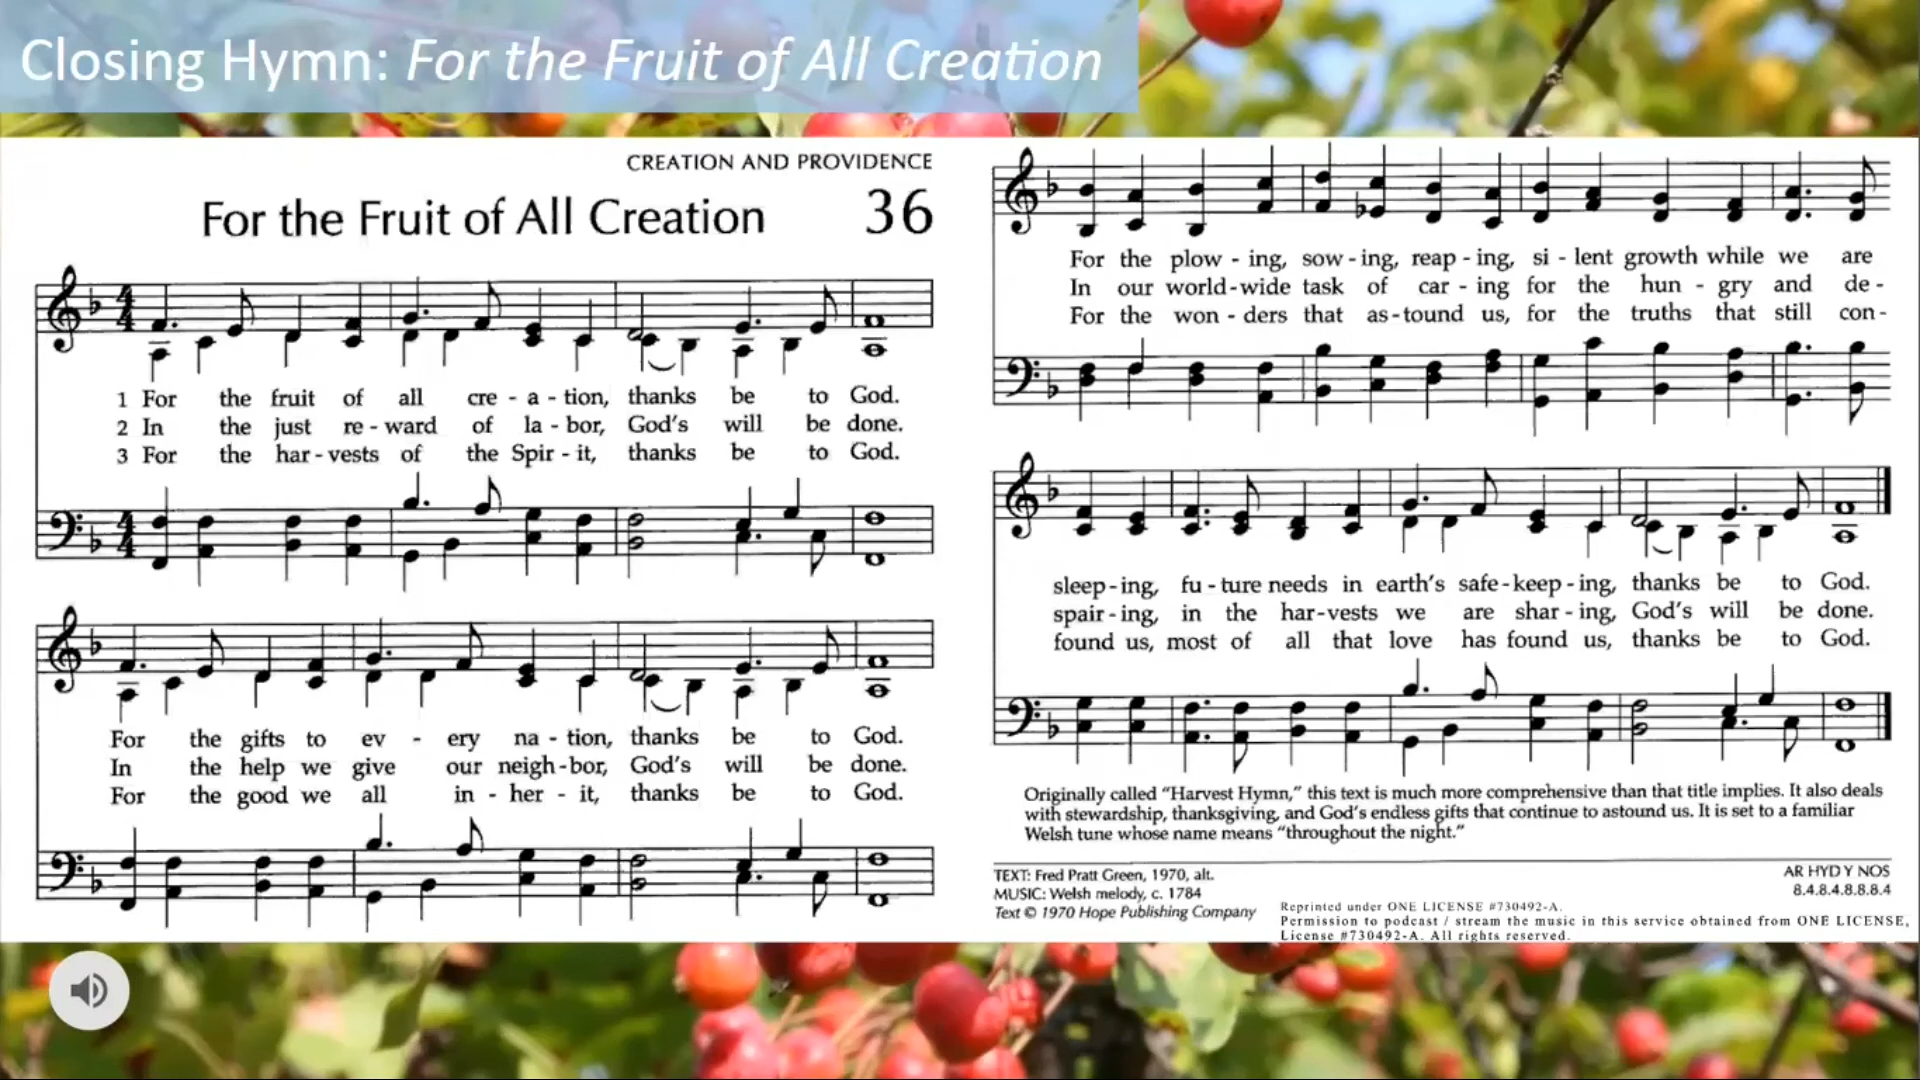 Closing Hymn: For the Fruit of All Creation
CREATION AND PROVIDENCE
For the Fruit of All Creation 36
1 For the fruit of all cre - a - tion, thanks be to God.
2 In the just re - ward of la - bor, God's will be done.
3 For the har - vests of the Spir - it, thanks be to God.
For the gifts to ev - ery na - tion, thanks be to God.
In the help we give our neigh - bor, God's will be done.
For the good we all in - her - it, thanks be to God.
For the plow - ing, sow - ing, reap - ing, si - lent growth while we are
In our world - wide task of car - ing for the hun - gry and de -
For the won - ders that as - tound us, for the truths that still con -
sleep - ing, fu - ture needs in earth's safe - keep - ing, thanks be to God.
spair - ing, in the har - vests we are shar - ing, God's will be done.
found us, most of all that love has found us, thanks be to God.
Originally called "Harvest Hymn," this text is much more comprehensive than that title implies. It also deals
with stewardship, thanksgiving, and God's endless gifts that continue to astound us. It is set to a familiar
Welsh tune whose name means "throughout the night."
TEXT: Fred Pratt Green, 1970, alt.
MUSIC: Welsh melody, c. 1784
Text © 1970 Hope Publishing Company
AR HYD Y NOS
8.4.8.4.8.8.8.4
Reprinted under ONE LICENSE #730492-A.
Permission to podcast / stream the music in this service obtained from ONE LICENSE,
License #730492-A. All rights reserved.